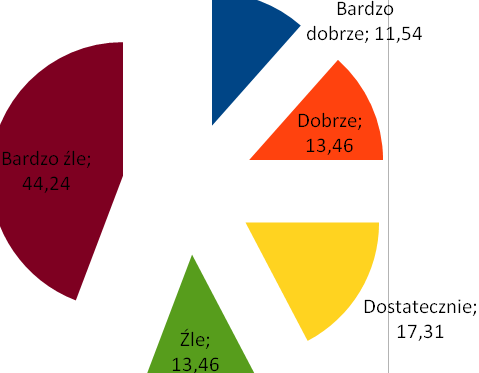 Bardzo
dobrze; 11,54
Dobrze;
13,46
Dostatecznie;
17,31
Źle;
13,46
Bardzo źle;
44,24